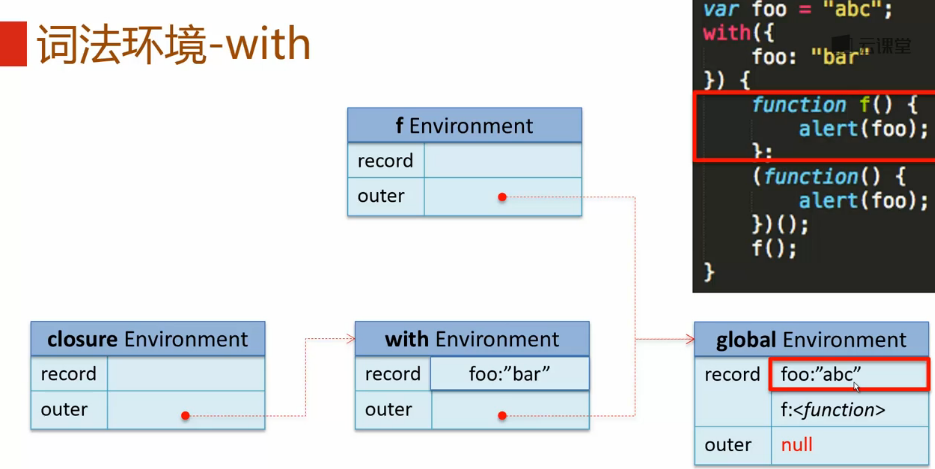 词法环境-with
var foo = "abc";
with({
foo: "bar"
云课堂
}) {
function f() {
alert(foo);
};
(function() {
alert(foo);
})();
f();
}
f Environment
record
outer
closure Environment
record
outer
with Environment
record foo:”bar”
outer
global Environment
record foo:”abc”
f:<function>
outer null